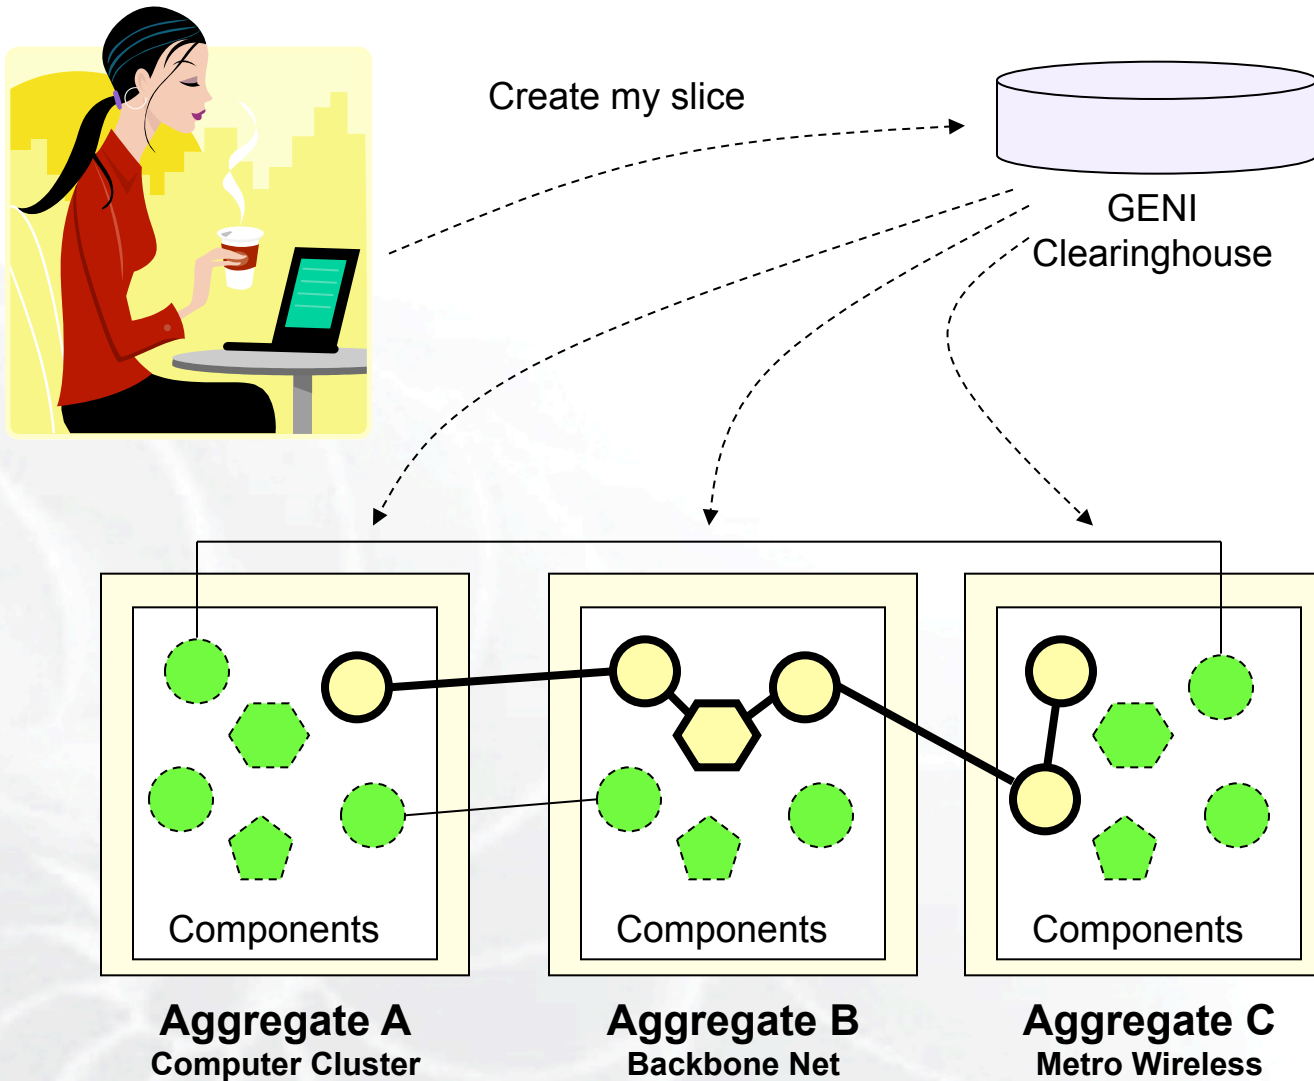 Create my slice
GENI
Clearinghouse
Components
Components
Components
Aggregate A
Computer Cluster
Aggregate B
Backbone Net
Aggregate C
Metro Wireless